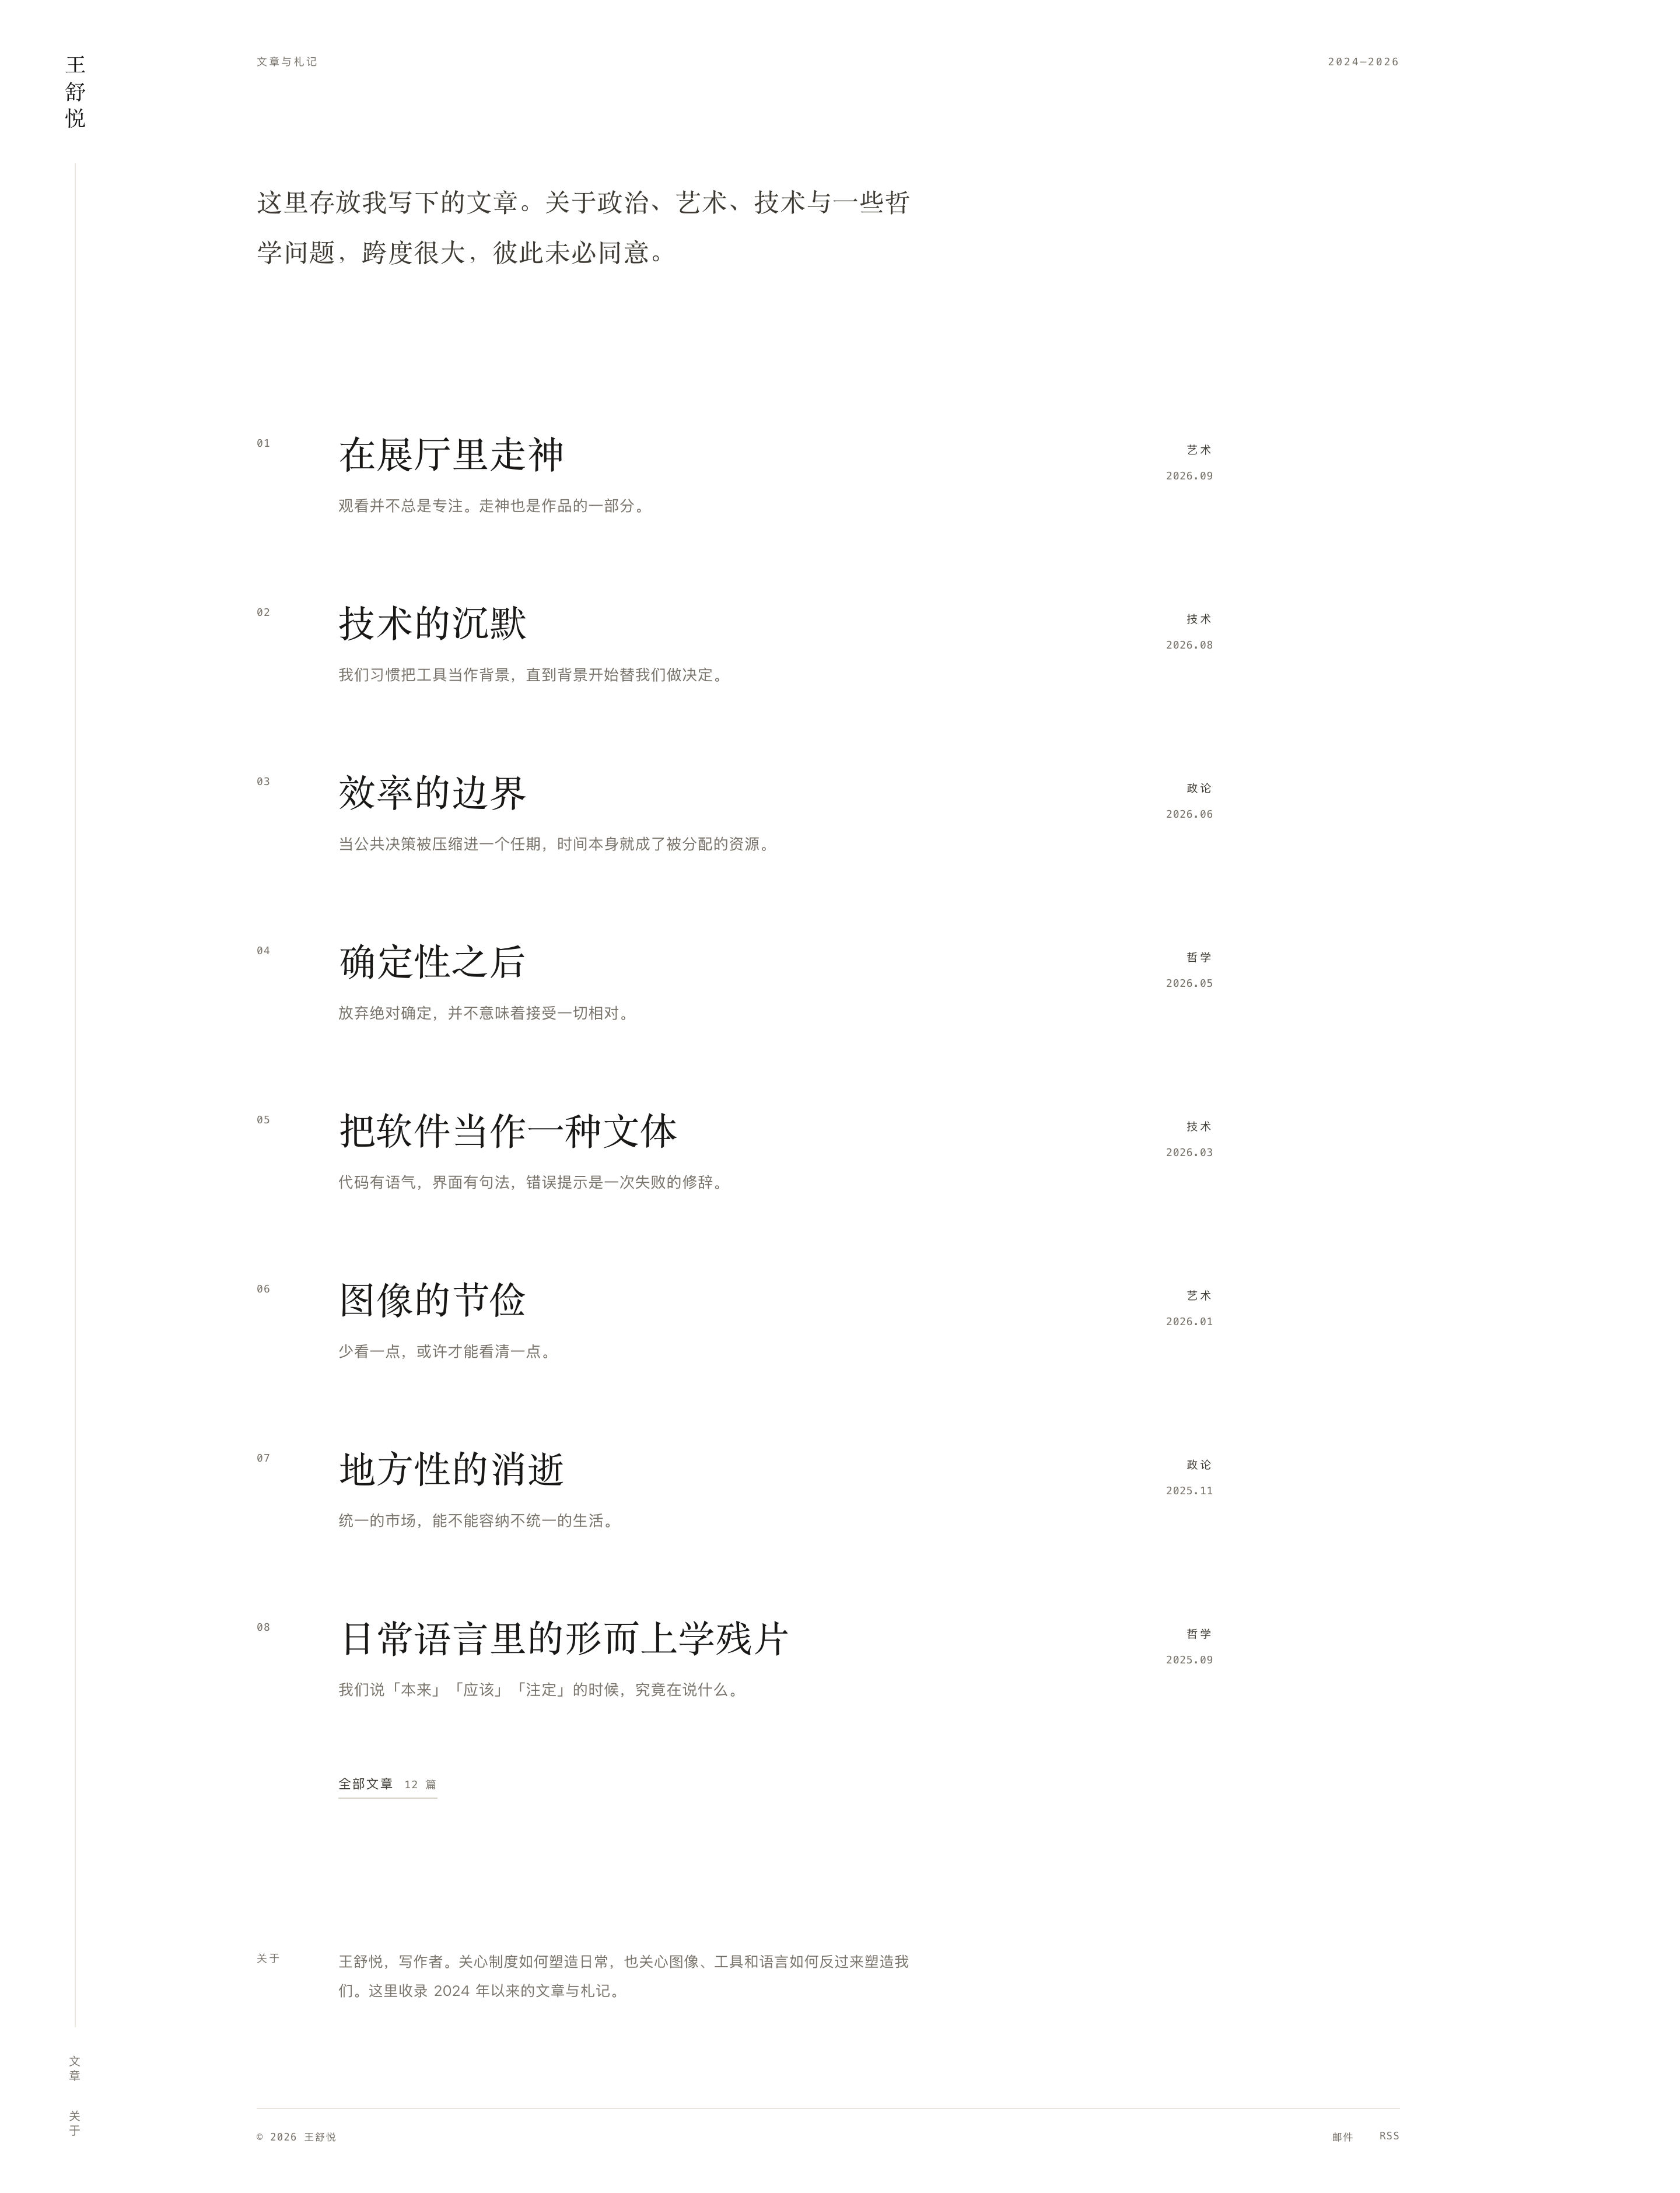 王舒悦
文章与札记
2024—2026
这里存放我写下的文章。关于政治、艺术、技术与一些哲
学问题，跨度很大，彼此未必同意。
01
在展厅里走神
观看并不总是专注。走神也是作品的一部分。
艺术
2026.09
02
技术的沉默
我们习惯把工具当作背景，直到背景开始替我们做决定。
技术
2026.08
03
效率的边界
当公共决策被压缩进一个任期，时间本身就成了被分配的资源。
政论
2026.06
04
确定性之后
放弃绝对确定，并不意味着接受一切相对。
哲学
2026.05
05
把软件当作一种文体
代码有语气，界面有句法，错误提示是一次失败的修辞。
技术
2026.03
06
图像的节俭
少看一点，或许才能看清一点。
艺术
2026.01
07
地方性的消逝
统一的市场，能不能容纳不统一的生活。
政论
2025.11
08
日常语言里的形而上学残片
我们说「本来」「应该」「注定」的时候，究竟在说什么。
哲学
2025.09
全部文章 12 篇
关于
王舒悦，写作者。关心制度如何塑造日常，也关心图像、工具和语言如何反过来塑造我
们。这里收录 2024 年以来的文章与札记。
文章
关于
© 2026 王舒悦
邮件
RSS